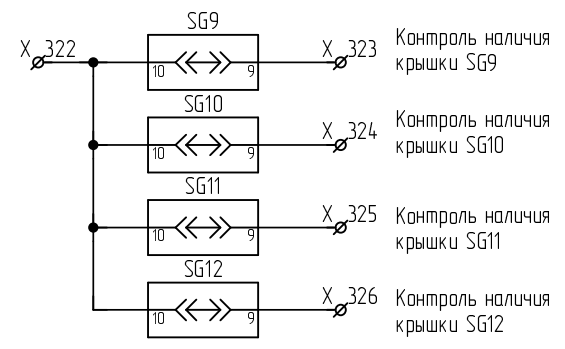 SG9
X 322
10 9
X 323
Контроль наличия
крышки SG9
SG10
10 9
X 324
Контроль наличия
крышки SG10
SG11
10 9
X 325
Контроль наличия
крышки SG11
SG12
10 9
X 326
Контроль наличия
крышки SG12